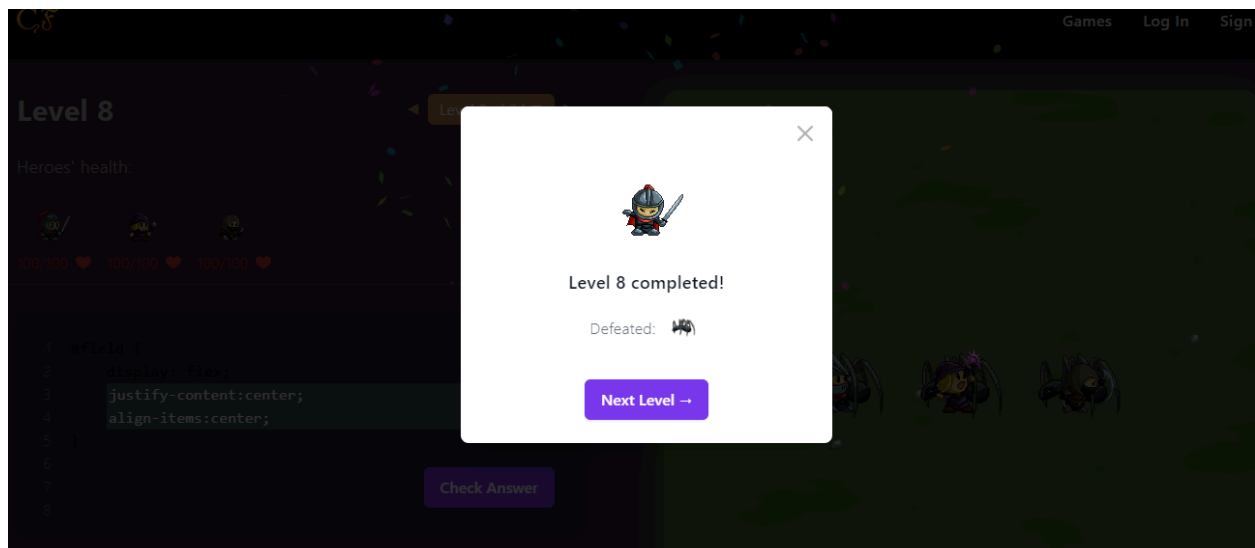 CF
Games Log In Sign
Level 8
Heroes' health:
100/100 100/100 100/100
1 #field {
2 display: flex;
3 justify-content:center;
4 align-items:center;
5 }
6
7
8
Check Answer
Level 8 completed!
Defeated:
Next Level →